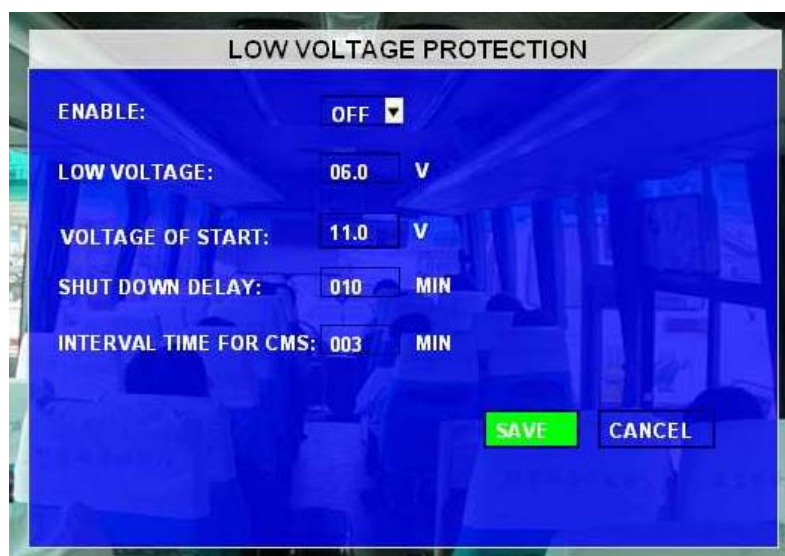 LOW VOLTAGE PROTECTION
ENABLE: OFF
LOW VOLTAGE: 06.0 V
VOLTAGE OF START: 11.0 V
SHUT DOWN DELAY: 010 MIN
INTERVAL TIME FOR CMS: 003 MIN
SAVE CANCEL